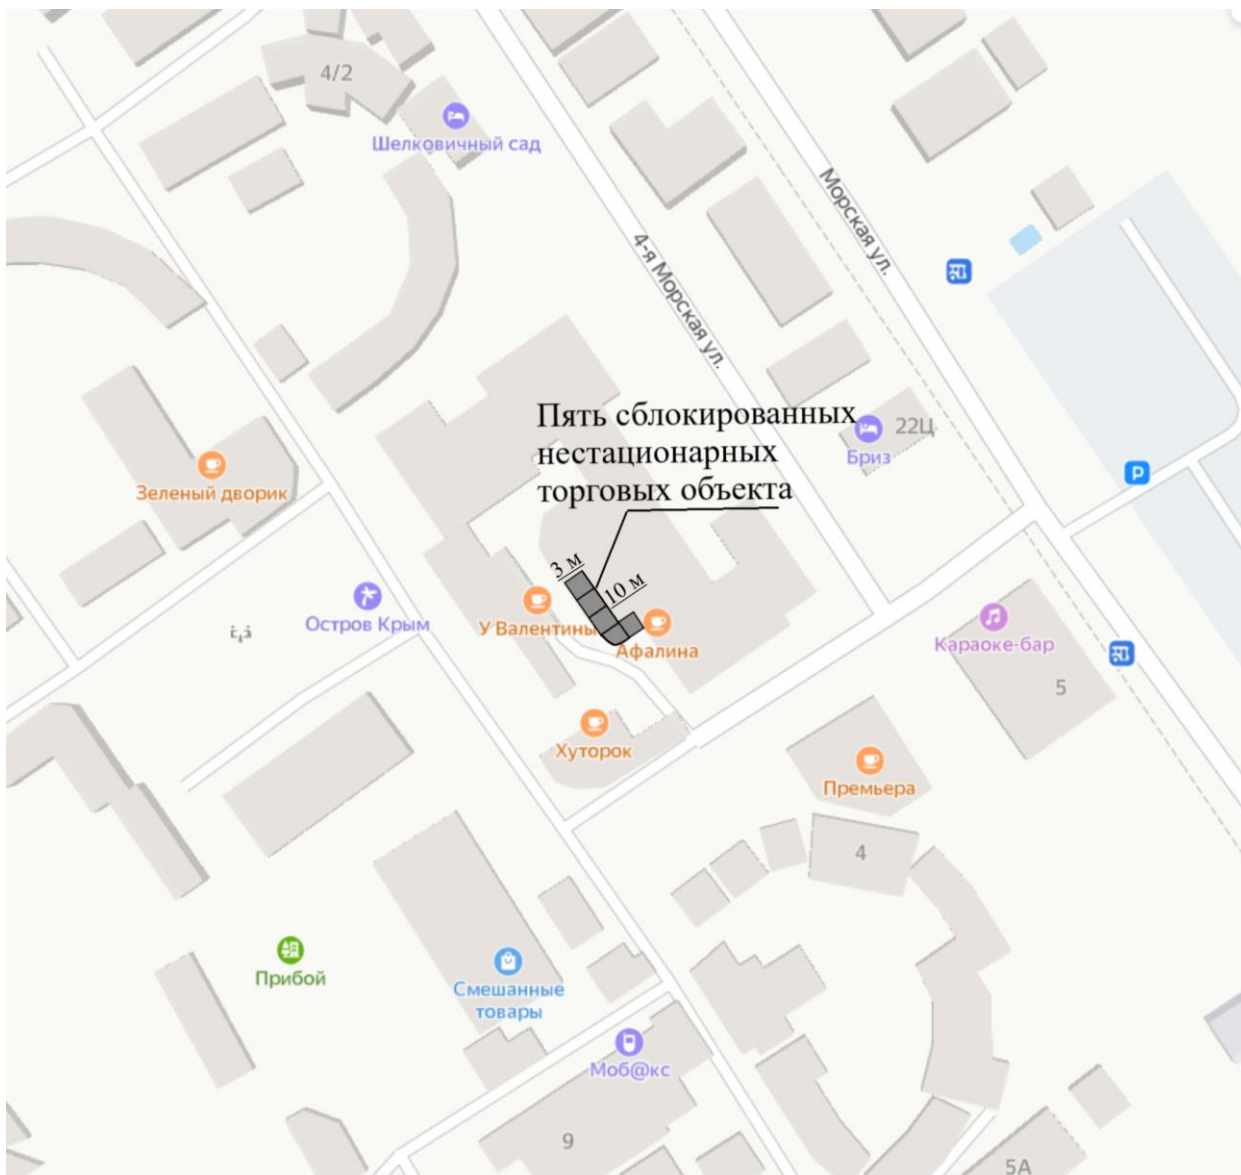 4/2
Шелковичный сад
Морская ул.
4-я Морская ул.
Пять сблокированных
нестационарных
торговых объекта
22Ц
Бриз
P
Зеленый дворик
3 м
10 м
Остров Крым
У Валентины
Афалина
Караоке-бар
5
Хуторок
Премьера
4
Прибой
Смешанные
товары
Моб@кс
9
5А